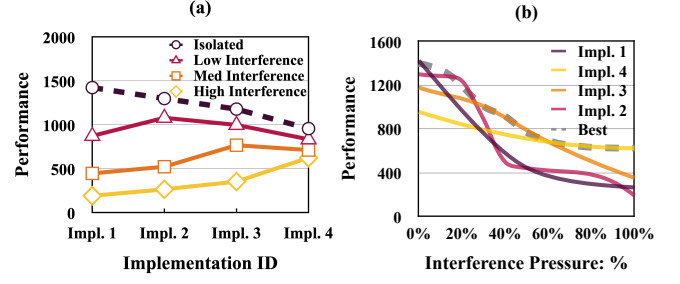 (a)
Performance
2000
1500
1000
500
0
Isolated
Low Interference
Med Interference
High Interference
Impl. 1 Impl. 2 Impl. 3 Impl. 4
Implementation ID
(b)
Performance
1600
1200
800
400
0
Impl. 1
Impl. 4
Impl. 3
Impl. 2
Best
0% 20% 40% 60% 80% 100%
Interference Pressure: %